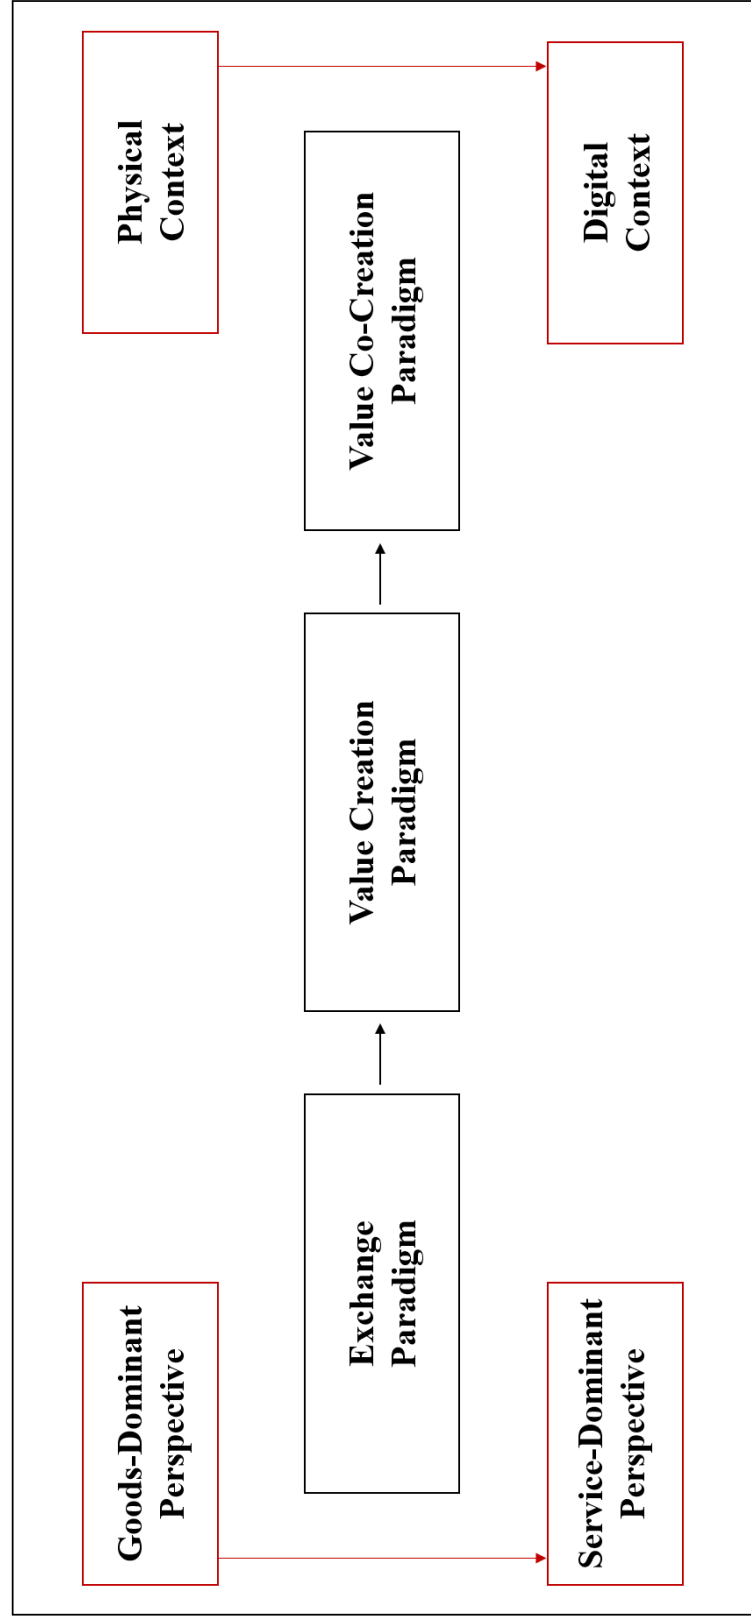 Goods-Dominant
Perspective
Physical
Context
Exchange
Paradigm
Value Creation
Paradigm
Value Co-Creation
Paradigm
Service-Dominant
Perspective
Digital
Context